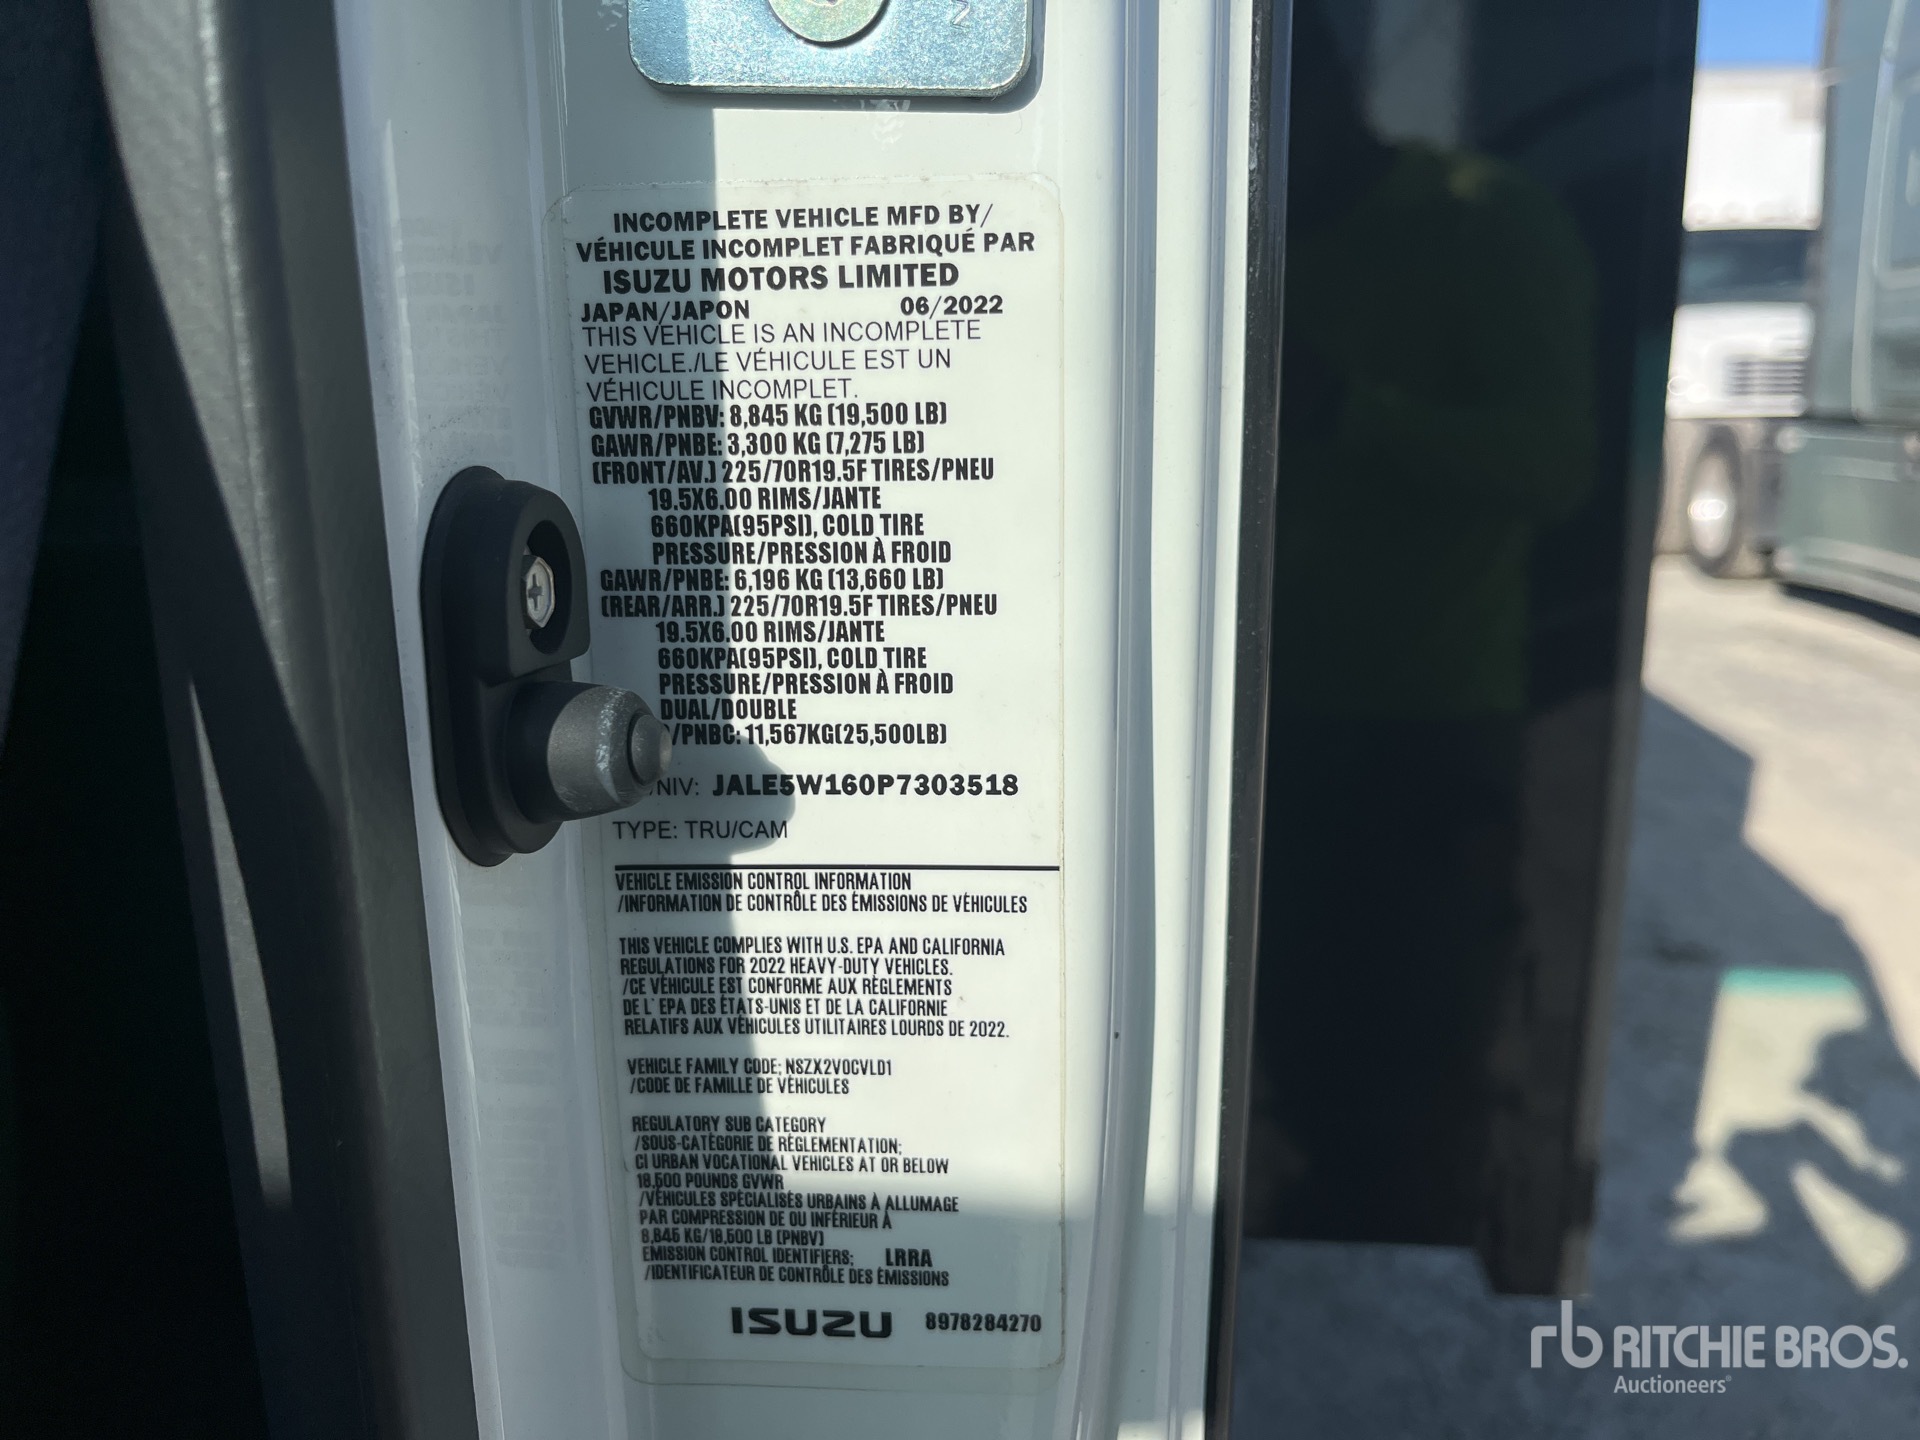 INCOMPLETE VEHICLE MFD BY/
VÉHICULE INCOMPLET FABRIQUÉ PAR
ISUZU MOTORS LIMITED
JAPAN/JAPON 06/2022
THIS VEHICLE IS AN INCOMPLETE
VEHICLE./LE VÉHICULE EST UN
VÉHICULE INCOMPLET.
GVWR/PNBV: 8,845 KG (19,500 LB)
GAWR/PNBE: 3,300 KG (7,275 LB)
(FRONT/AV.) 225/70R19.5F TIRES/PNEU
19.5X6.00 RIMS/JANTE
660KPA(95PSI), COLD TIRE
PRESSURE/PRESSION À FROID
GAWR/PNBE: 6,196 KG (13,660 LB)
(REAR/ARR.) 225/70R19.5F TIRES/PNEU
19.5X6.00 RIMS/JANTE
660KPA(95PSI), COLD TIRE
PRESSURE/PRESSION À FROID
DUAL/DOUBLE
/PNBC: 11,567KG(25,500LB)
NIV: JALE5W160P7303518
TYPE: TRU/CAM
VEHICLE EMISSION CONTROL INFORMATION
/INFORMATION DE CONTRÔLE DES ÉMISSIONS DE VÉHICULES
THIS VEHICLE COMPLIES WITH U.S. EPA AND CALIFORNIA
REGULATIONS FOR 2022 HEAVY-DUTY VEHICLES.
/CE VÉHICULE EST CONFORME AUX RÈGLEMENTS
DE L'EPA DES ÉTATS-UNIS ET DE LA CALIFORNIE
RELATIFS AUX VÉHICULES UTILITAIRES LOURDS DE 2022.
VEHICLE FAMILY CODE; NSZX2VOCVLD1
/CODE DE FAMILLE DE VÉHICULES
REGULATORY SUB CATEGORY
/SOUS-CATÉGORIE DE RÉGLEMENTATION;
CI URBAN VOCATIONAL VEHICLES AT OR BELOW
19,500 POUNDS GVWR
/VÉHICULES SPÉCIALISÉS URBAINS À ALLUMAGE
PAR COMPRESSION DE OU INFÉRIEUR À
8,845 KG/19,500 LB (PNBV)
EMISSION CONTROL IDENTIFIERS; LRRA
/IDENTIFICATEUR DE CONTRÔLE DES ÉMISSIONS
ISUZU 8978284270
rb RITCHIE BROS.
Auctioneers